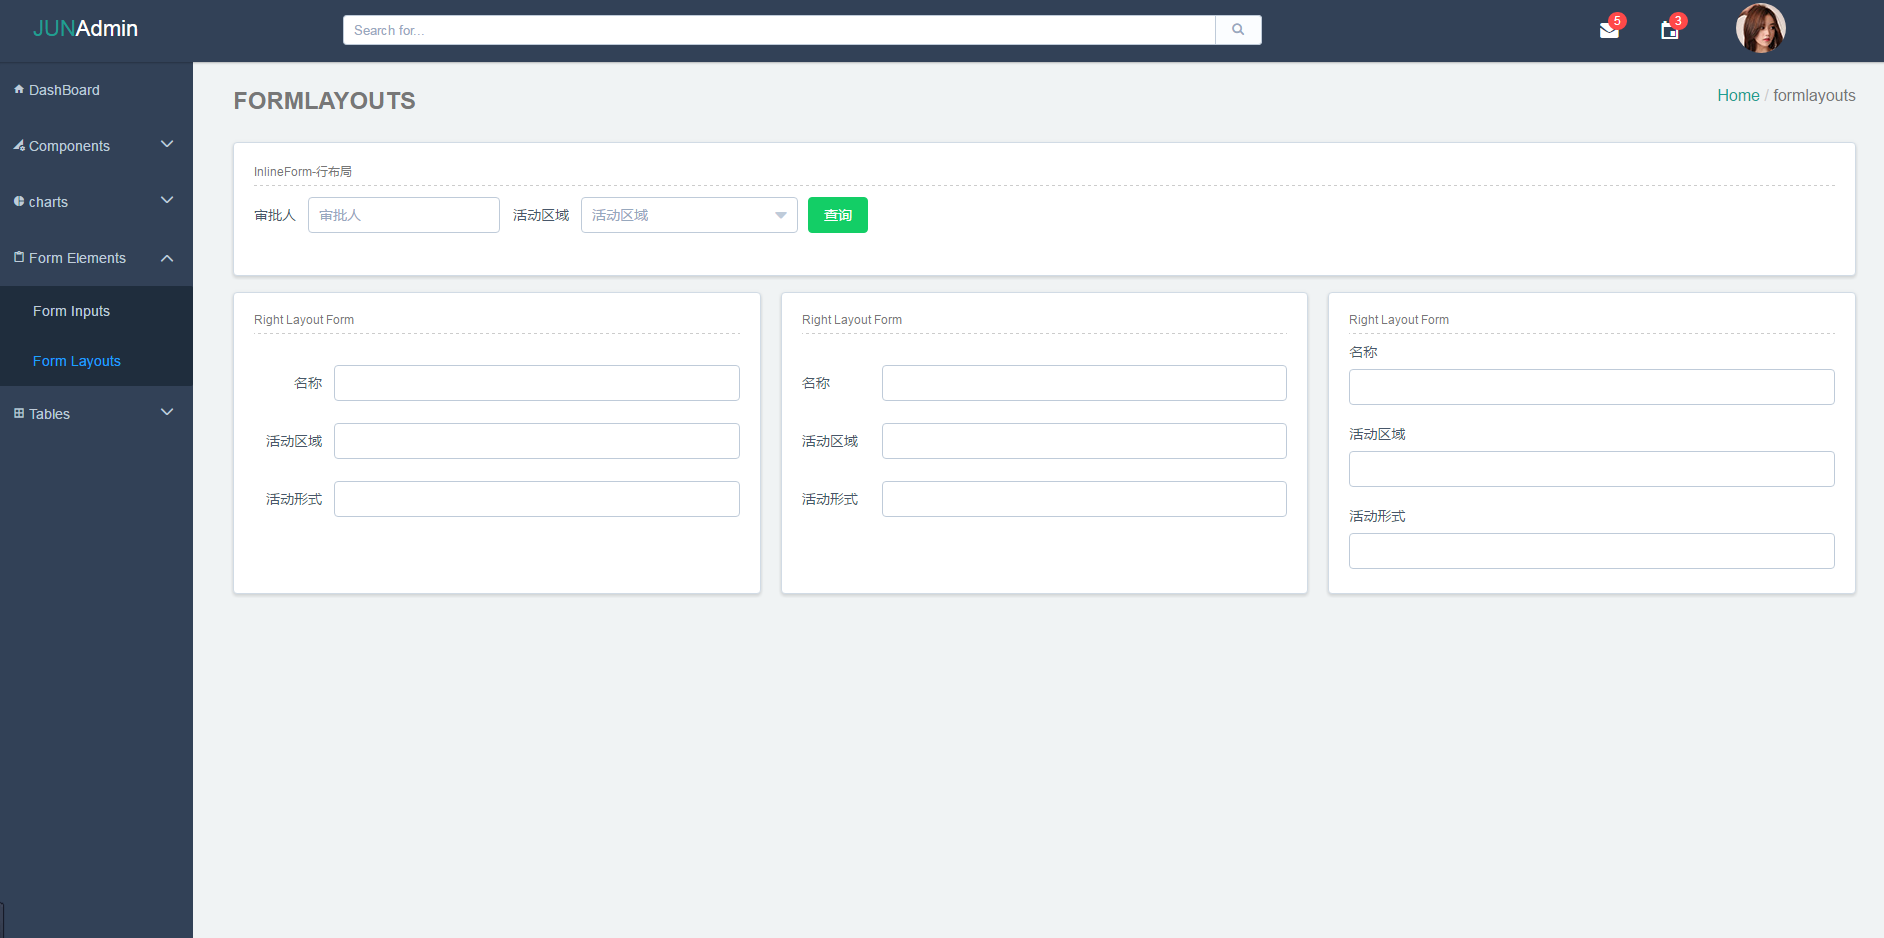 JUNAdmin
Search for...
5
3
DashBoard
Components
charts
Form Elements
Form Inputs
Form Layouts
Tables
FORMLAYOUTS
Home / formlayouts
InlineForm-行布局
审批人 审批人 活动区域 活动区域 查询
Right Layout Form
名称
活动区域
活动形式
Right Layout Form
名称
活动区域
活动形式
Right Layout Form
名称
活动区域
活动形式